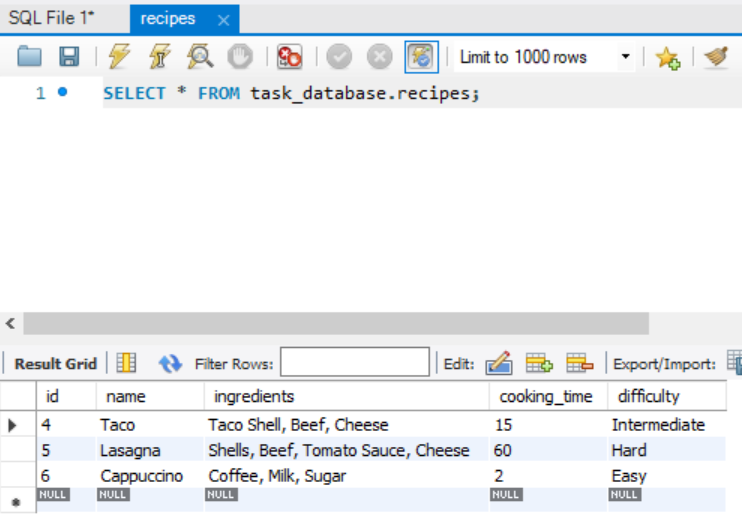 SQL File 1* recipes
Limit to 1000 rows
1 SELECT * FROM task_database.recipes;
Result Grid Filter Rows: Edit: Export/Import:
id name ingredients cooking_time difficulty
4 Taco Taco Shell, Beef, Cheese 15 Intermediate
5 Lasagna Shells, Beef, Tomato Sauce, Cheese 60 Hard
6 Cappuccino Coffee, Milk, Sugar 2 Easy
NULL NULL NULL NULL NULL